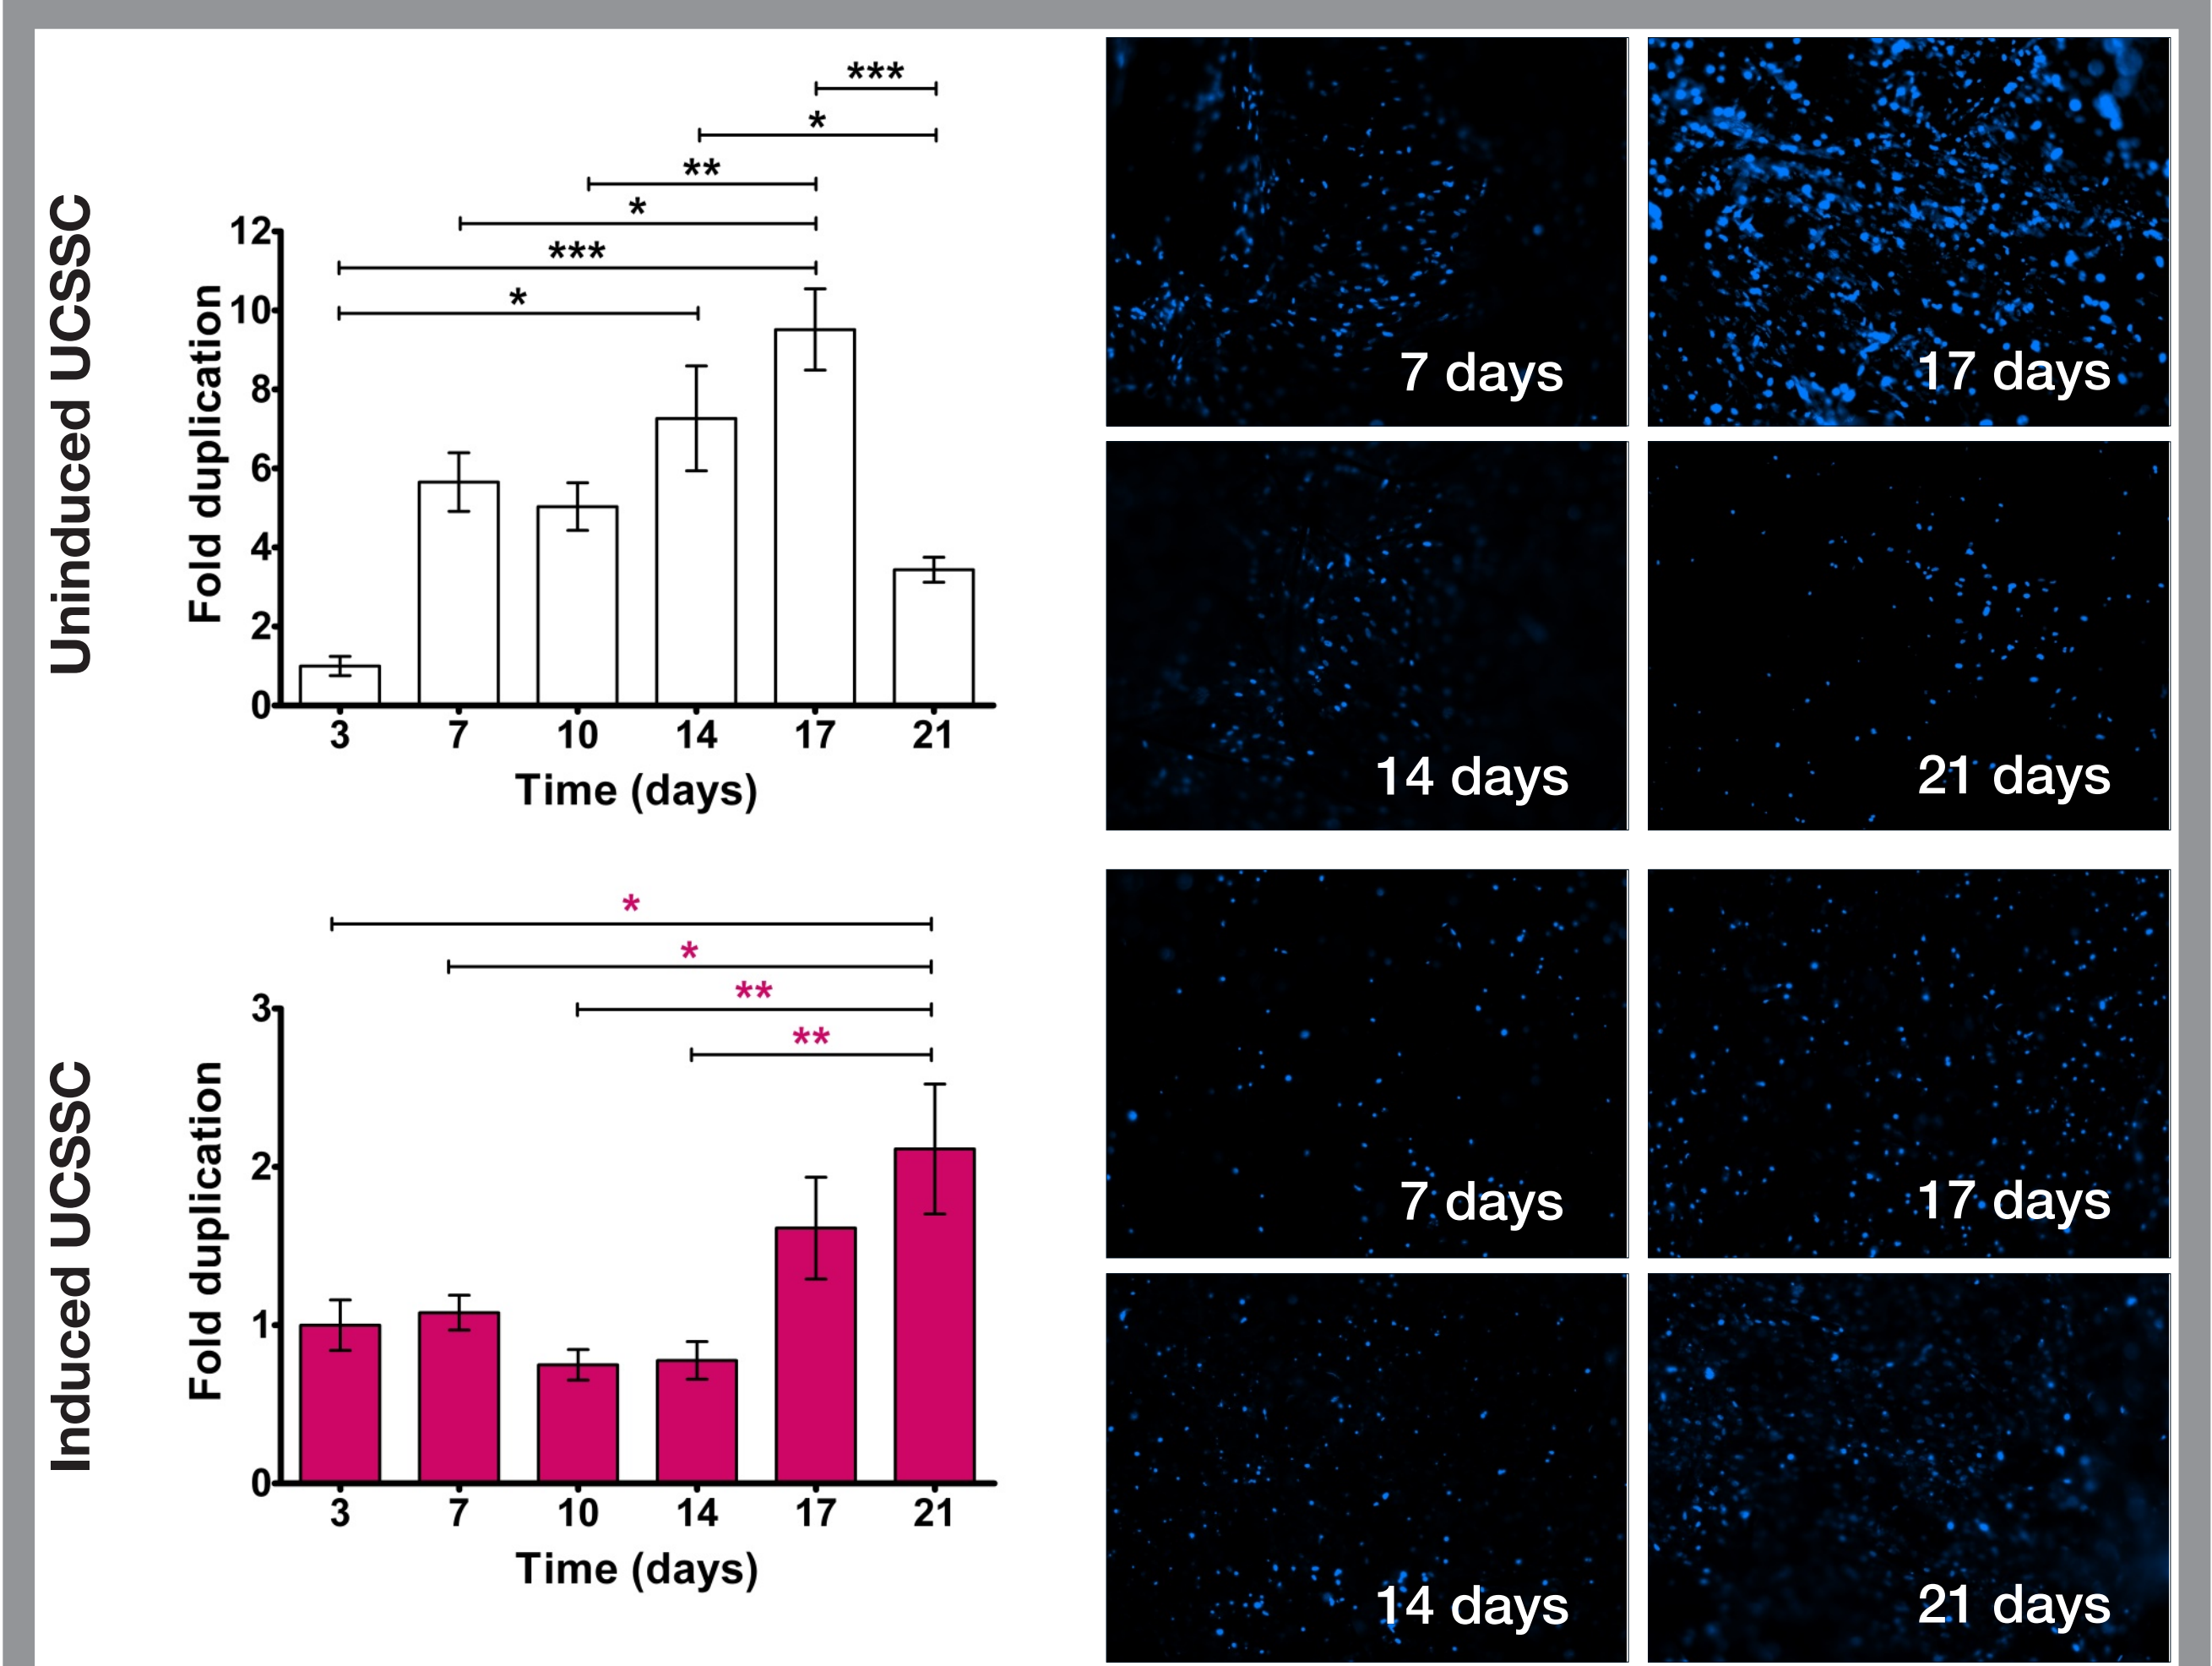 Uninduced UCSSC
***
*
**
*
***
*
Fold duplication
12
10
8
6
4
2
0
3 7 10 14 17 21
Time (days)
7 days
17 days
14 days
21 days
Induced UCSSC
*
*
**
**
Fold duplication
3
2
1
0
3 7 10 14 17 21
Time (days)
7 days
17 days
14 days
21 days